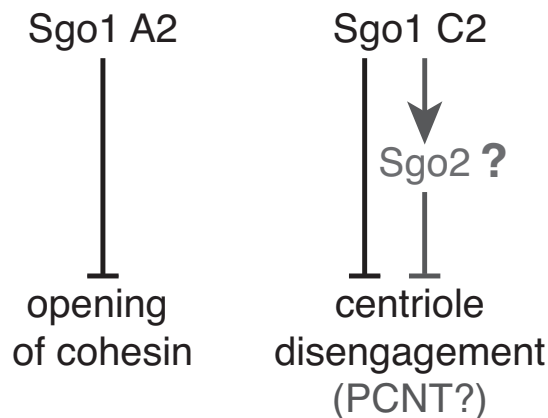 Sgo1 A2
opening
of cohesin
Sgo1 C2
Sgo2 ?
centriole
disengagement
(PCNT?)